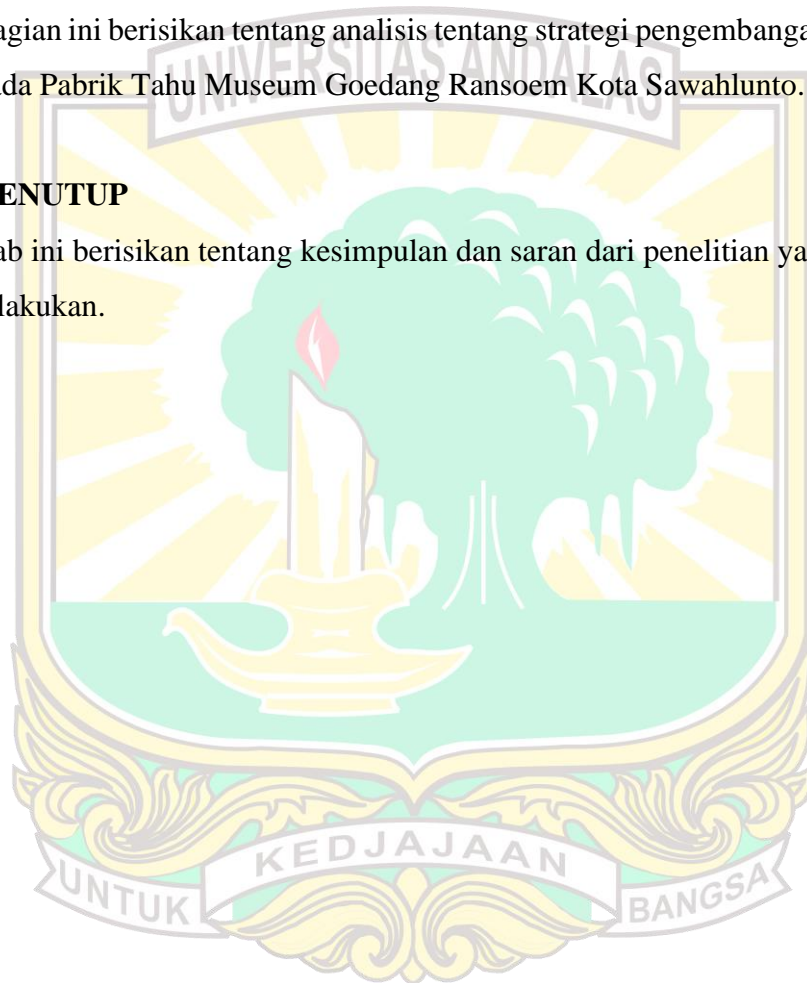 agian ini berisikan tentang analisis tentang strategi pengembanga
UNIVERSITAS ANDALAS
da Pabrik Tahu Museum Goedang Ransoem Kota Sawahlunto.
ENUTUP
ab ini berisikan tentang kesimpulan dan saran dari penelitian ya
lakukan.
UNTUK KEDJAJAAN BANGSA